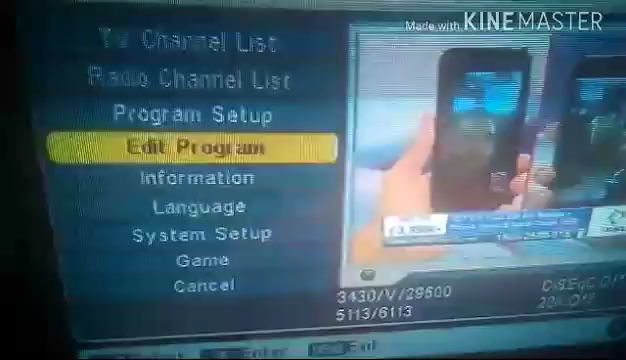 Made with KINEMASTER
TV Channel List
Radio Channel List
Program Setup
Edit Program
Information
Language
System Setup
Game
Cancel
3430/V/29600
5113/6113
Enter
Exit